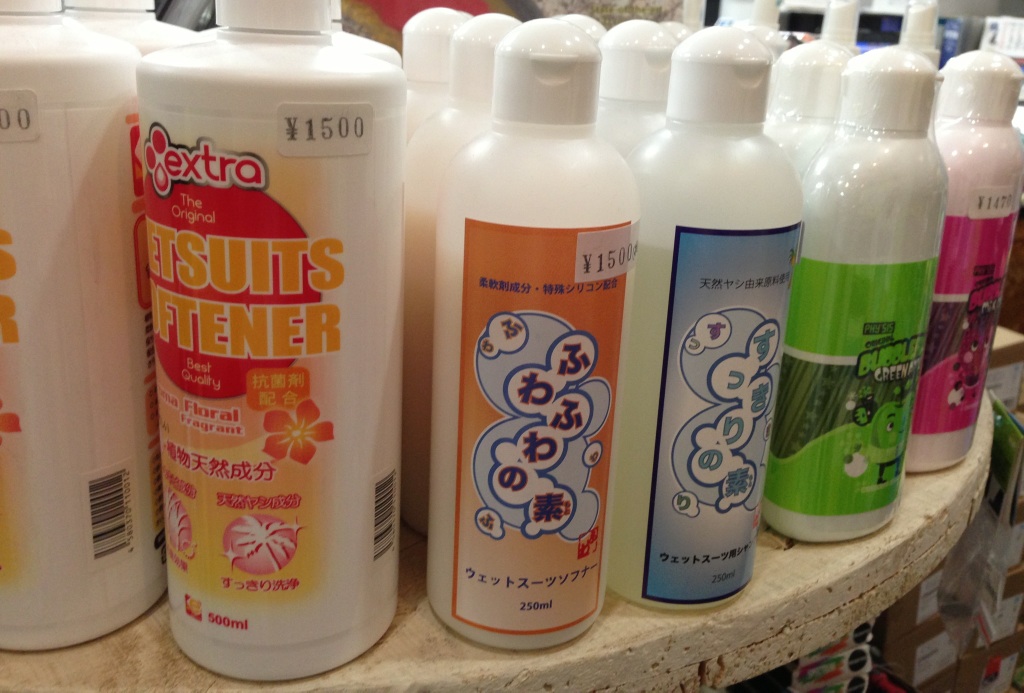 00
¥1500
extra
The
Original
ETSUITS
FTENER
Best
Quality
抗菌剤
配合
Floral
Fragrant
植物天然成分
天然ヤシ成分
すっきり洗浄
500ml
¥1500
柔軟剤成分・特殊シリコン配合
ふわ
ふわ
の素
ウェットスーツソフナー
250ml
天然ヤシ由来原料
すっきり
の素
ウェットスーツ用シャ
250ml
BUBBLE
GREEN
¥1470